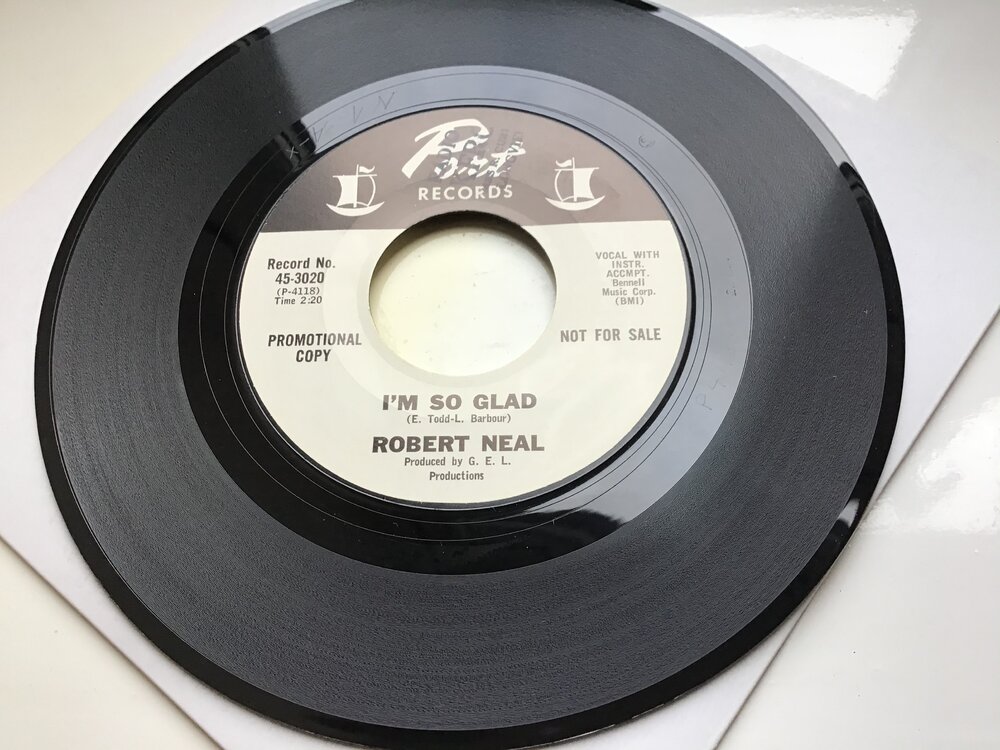 Port
RECORDS
Record No.
45-3020
(P-4118)
Time 2:20
VOCAL WITH
INSTR.
ACCMPT.
Bennell
Music Corp.
(BMI)
PROMOTIONAL
COPY
NOT FOR SALE
I'M SO GLAD
(E. Todd-L. Barbour)
ROBERT NEAL
Produced by G. E. L.
Productions